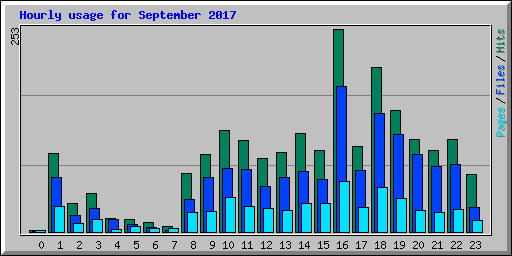 Hourly usage for September 2017
253
Pages/Files/Hits
0 1 2 3 4 5 6 7 8 9 10 11 12 13 14 15 16 17 18 19 20 21 22 23